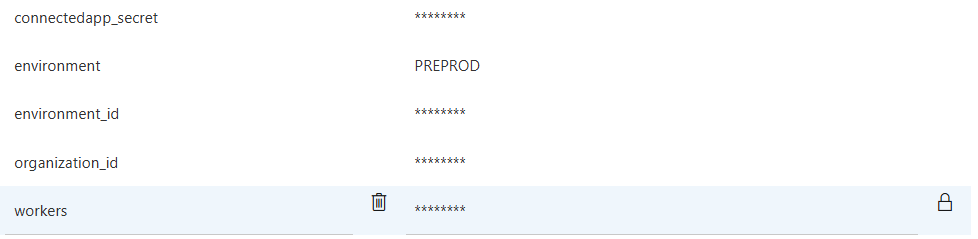 connectedapp_secret ********
environment PREPROD
environment_id ********
organization_id ********
workers ********